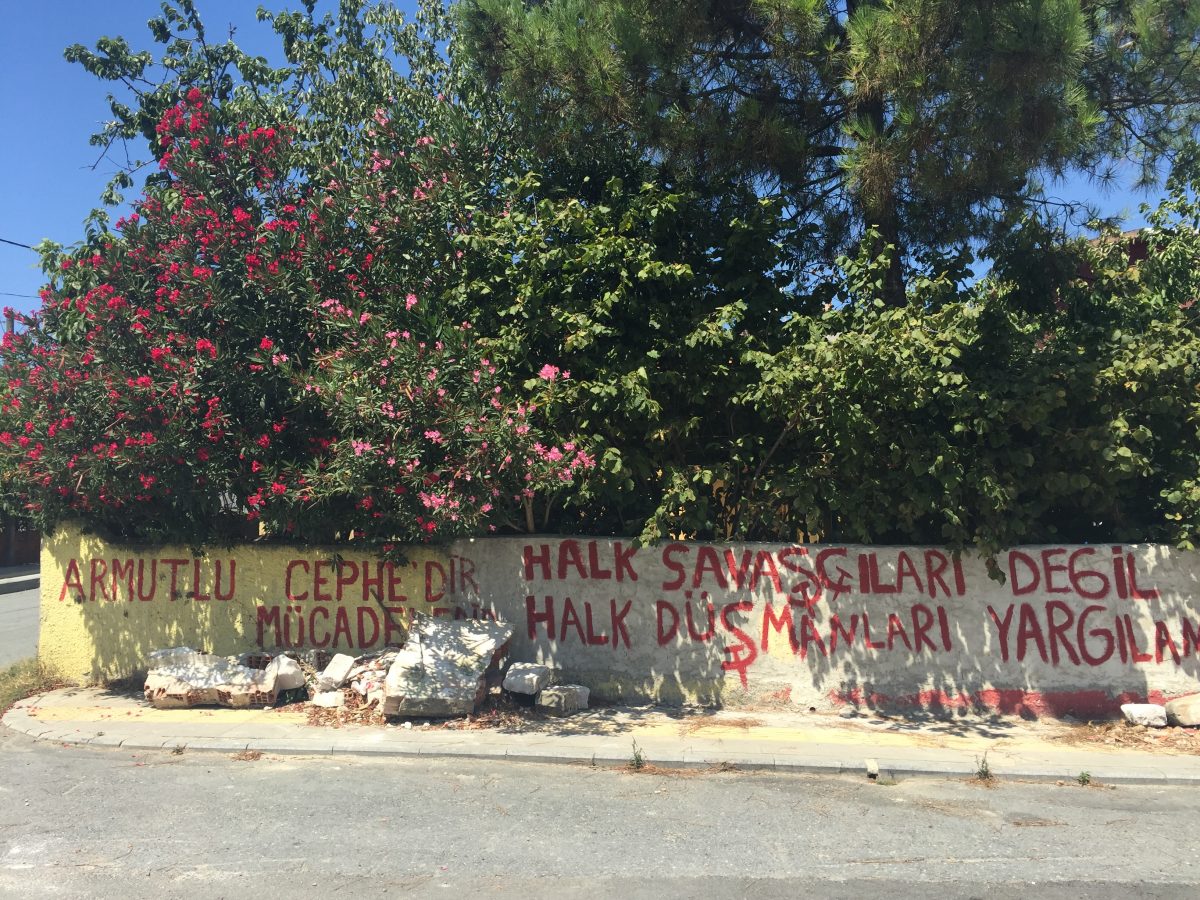 ARMUTLU CEPHE'DİR
HALK SAVAŞÇILARI DEĞİL
HALK DÜŞMANLARI YARGILAN